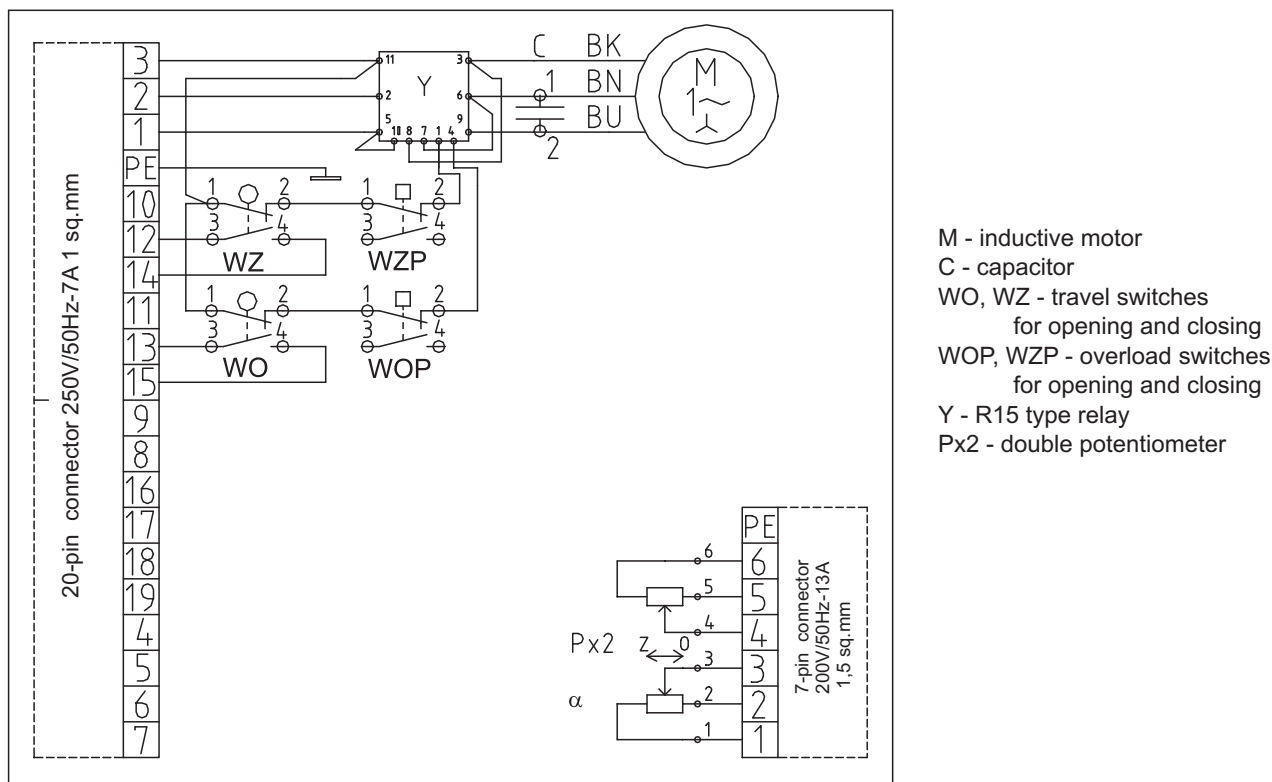 3
2
1
PE
10
12
14
11
13
15
9
8
16
17
18
19
4
5
6
7
20-pin connector 250V/50Hz-7A 1 sq.mm
11 3
2 Y 6
5 9
10 8 7 1 4
C BK
1 BN
BU
2
M
1~
1 2
3 4
WZ
1 2
3 4
WZP
1 2
3 4
WO
1 2
3 4
WOP
M - inductive motor
C - capacitor
WO, WZ - travel switches
for opening and closing
WOP, WZP - overload switches
for opening and closing
Y - R15 type relay
Px2 - double potentiometer
PE
6 6
5 5
4 4
Px2 Z O
3 3
α 2 2
1 1
7-pin connector
200V/50Hz-13A
1,5 sq.mm